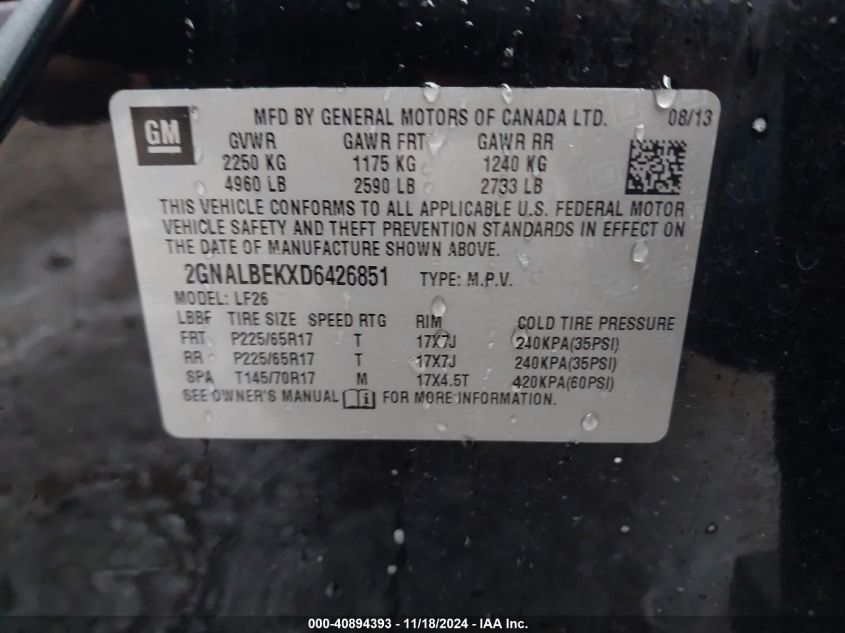 GM
MFD BY GENERAL MOTORS OF CANADA LTD. 08/13
GVWR GAWR FRT GAWR RR
2250 KG 1175 KG 1240 KG
4960 LB 2590 LB 2733 LB
THIS VEHICLE CONFORMS TO ALL APPLICABLE U.S. FEDERAL MOTOR
VEHICLE SAFETY AND THEFT PREVENTION STANDARDS IN EFFECT ON
THE DATE OF MANUFACTURE SHOWN ABOVE.
2GNALBEKXD6426851 TYPE: M.P.V.
MODEL: LF26
LBBF TIRE SIZE SPEED RTG RIM COLD TIRE PRESSURE
FRT P225/65R17 T 17X7J 240KPA(35PSI)
RR P225/65R17 T 17X7J 240KPA(35PSI)
SPA T145/70R17 M 17X4.5T 420KPA(60PSI)
SEE OWNER'S MANUAL i FOR MORE INFORMATION.
000-40894393 - 11/18/2024 - IAA Inc.